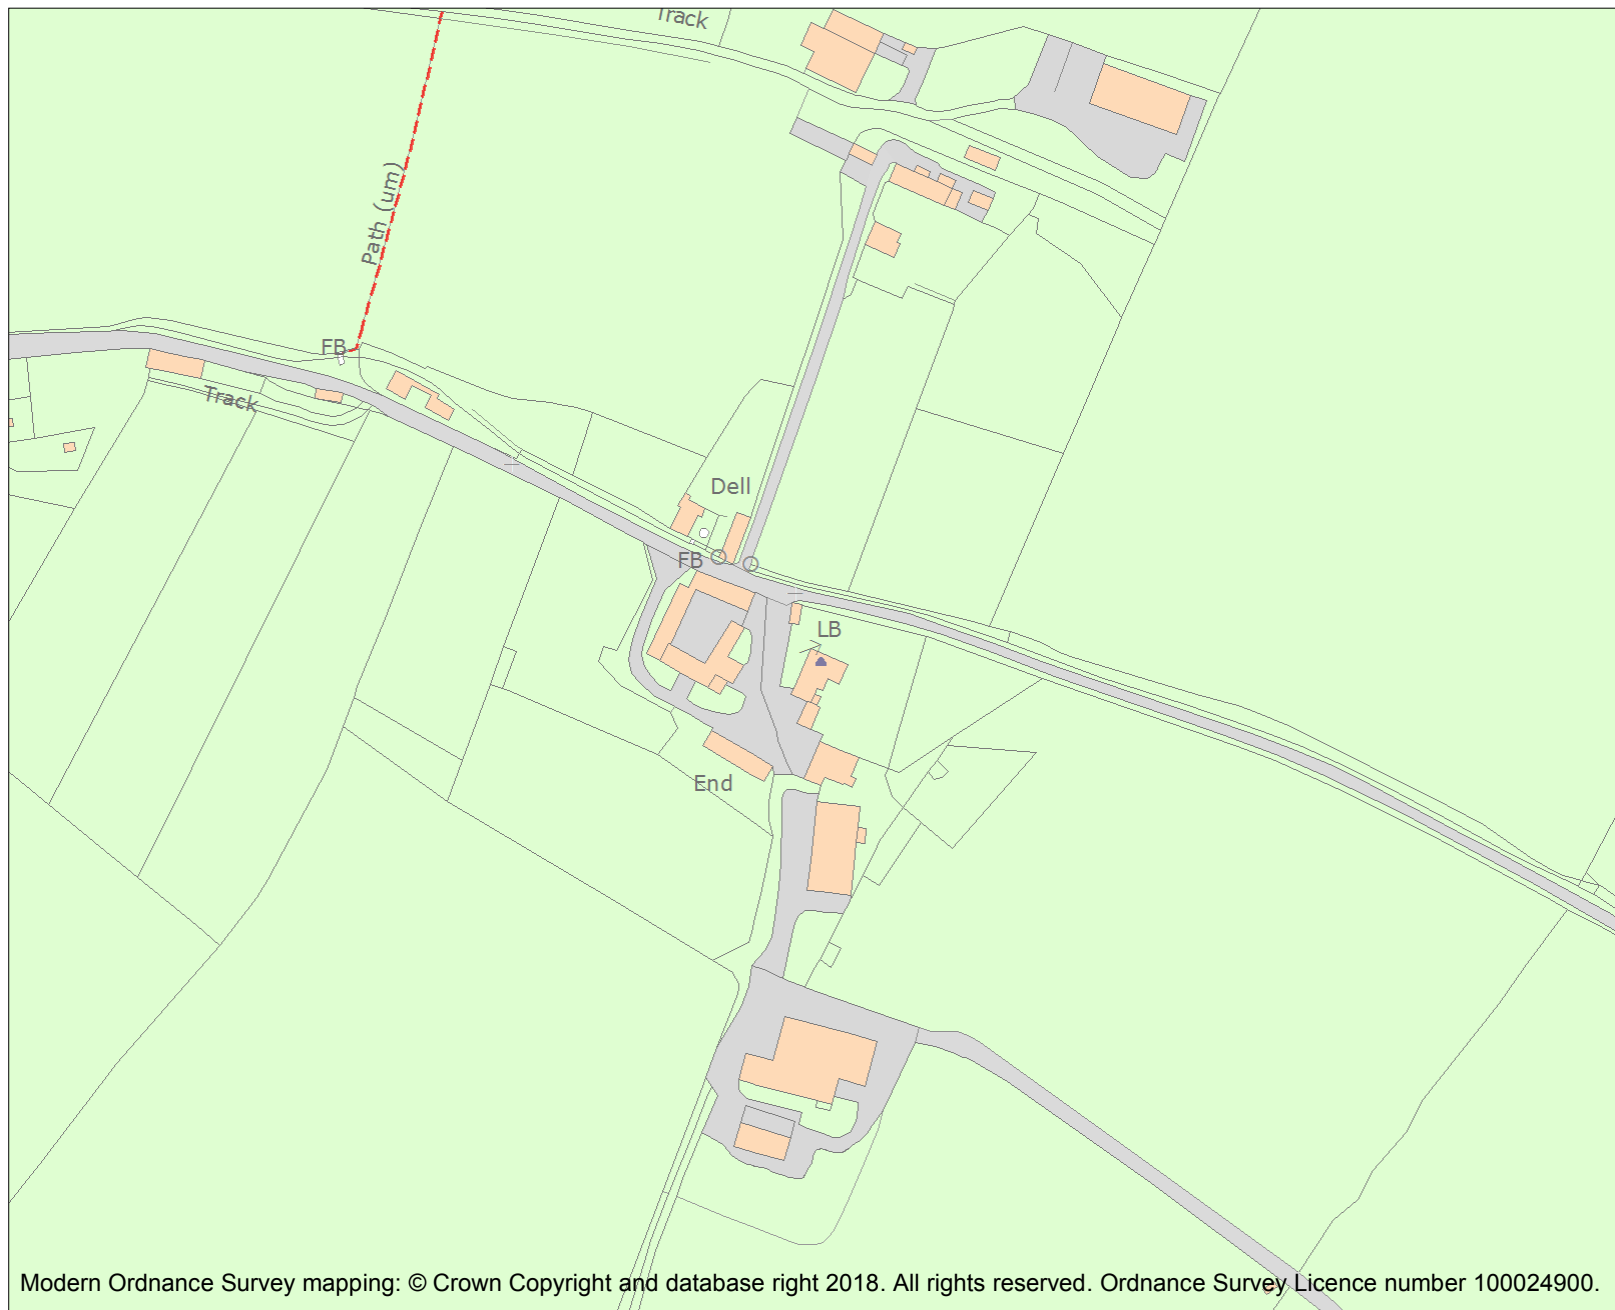 Track
Path (um)
FB
Track
Dell
FB
LB
End
Modern Ordnance Survey mapping: © Crown Copyright and database right 2018. All rights reserved. Ordnance Survey Licence number 100024900.